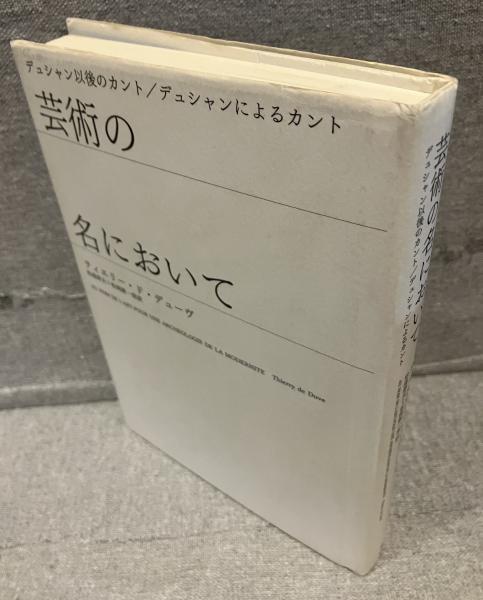 デュシャン以後のカント／デュシャンによるカント
芸術の
名において
ティエリー・ド・デューヴ
AU NOM DE L'ART POUR UNE ARCHEOLOGIE DE LA MODERNITE Thierry de Duve
芸術の名において
デュシャン以後のカント／デュシャンによるカント